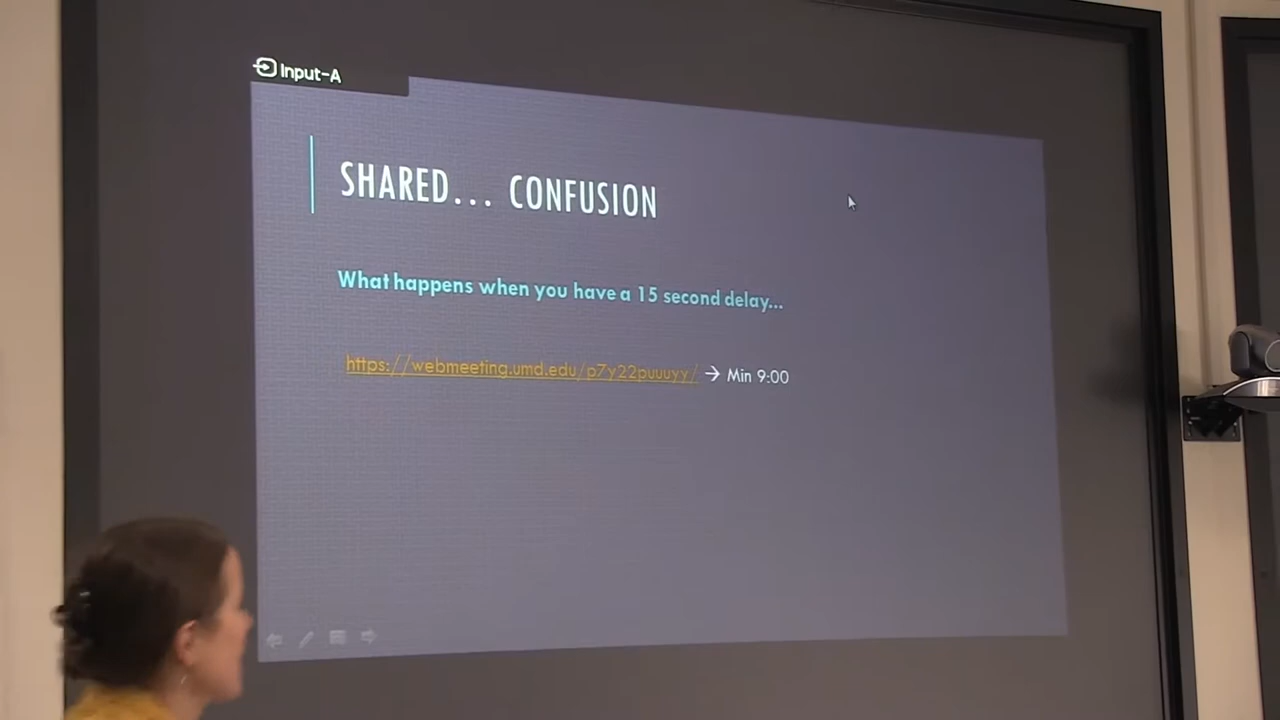 Input-A
SHARED... CONFUSION
What happens when you have a 15 second delay...
https://webmeeting.umd.edu/p7y22puuuyy/ → Min 9:00